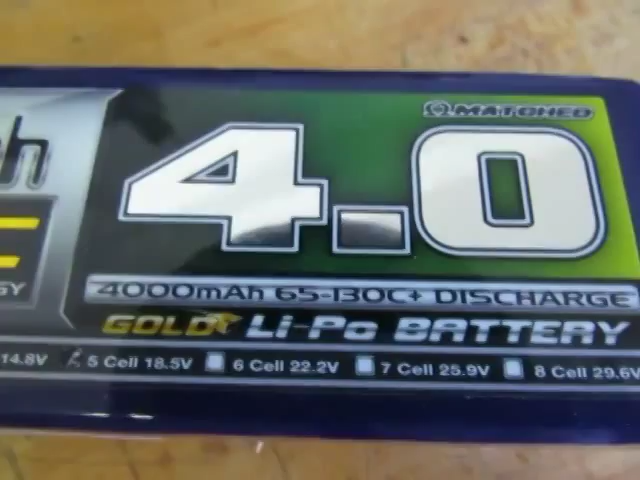 Ω MATCHED
4.0
4000mAh 65-130C+ DISCHARGE
GOLD Li-Po BATTERY
14.8V 5 Cell 18.5V 6 Cell 22.2V 7 Cell 25.9V 8 Cell 29.6V